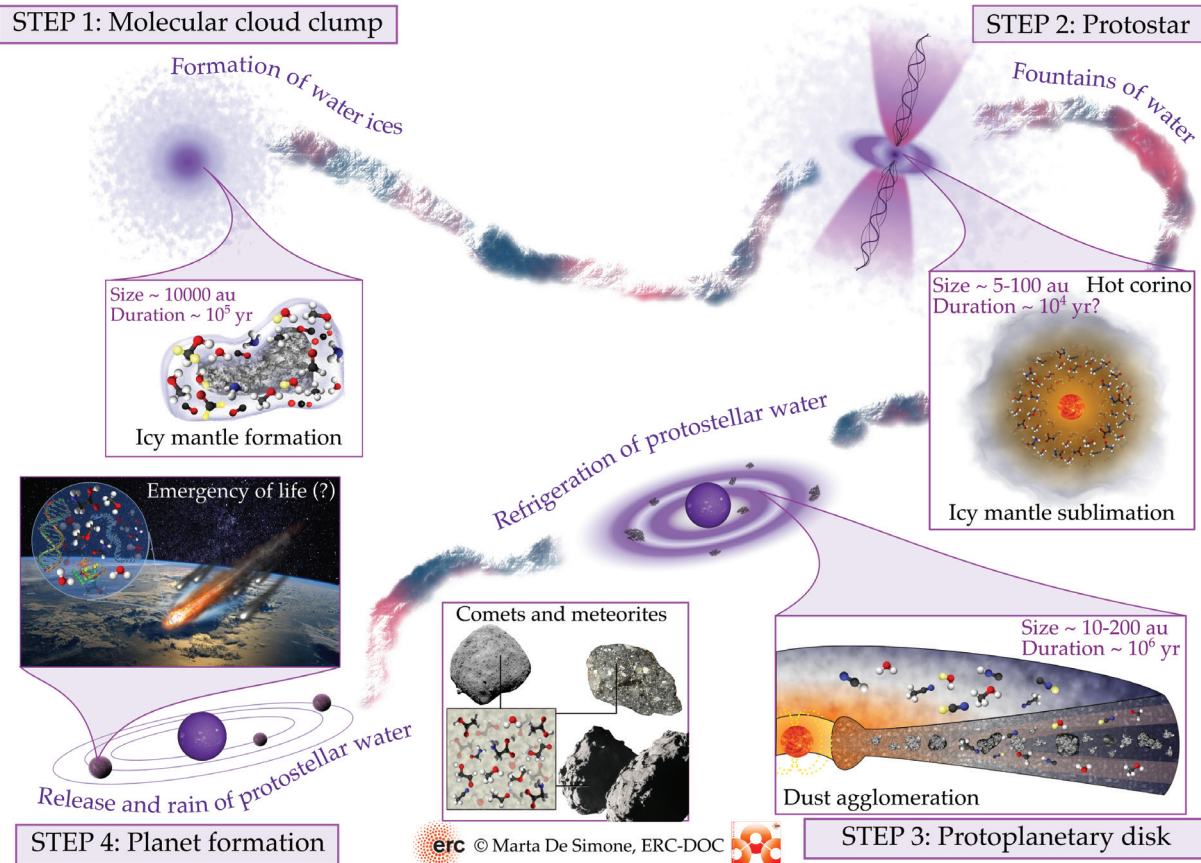 STEP 1: Molecular cloud clump
Formation of water ices
Size ~ 10000 au
Duration ~ 10⁵ yr
Icy mantle formation
STEP 2: Protostar
Fountains of water
Size ~ 5-100 au
Hot corino
Duration ~ 10⁴ yr?
Icy mantle sublimation
Refrigeration of protostellar water
Size ~ 10-200 au
Duration ~ 10⁶ yr
Dust agglomeration
STEP 3: Protoplanetary disk
Comets and meteorites
Emergency of life (?)
Release and rain of protostellar water
STEP 4: Planet formation
erc © Marta De Simone, ERC-DOC